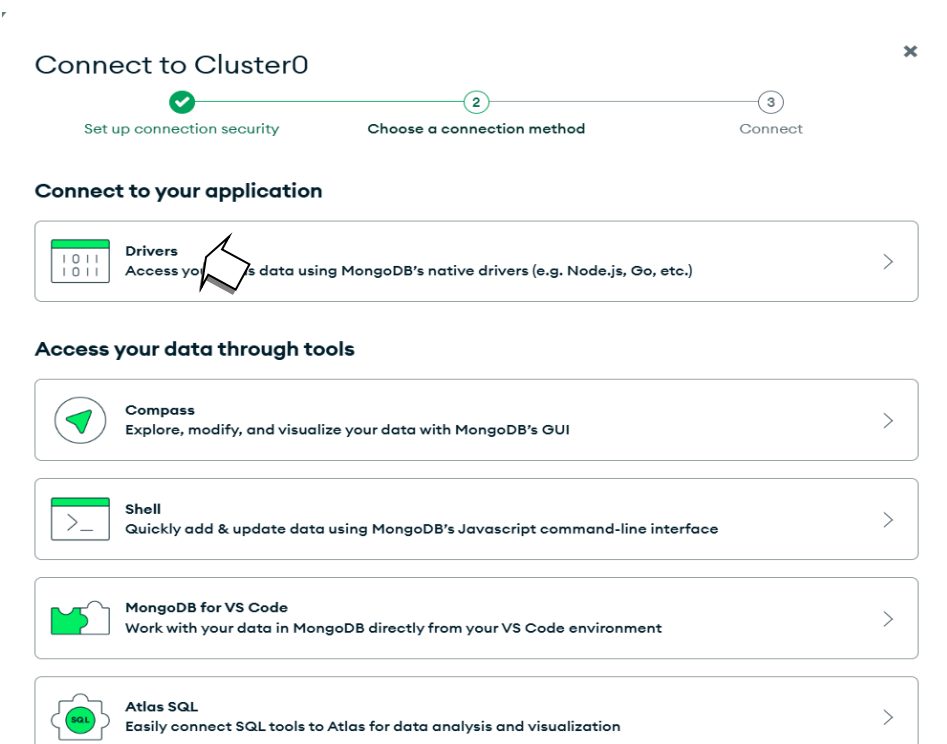 Connect to Cluster0
2
3
Set up connection security
Choose a connection method
Connect
Connect to your application
1011
1011
Drivers
Access data using MongoDB's native drivers (e.g. Node.js, Go, etc.)
Access your data through tools
Compass
Explore, modify, and visualize your data with MongoDB's GUI
>_
Shell
Quickly add & update data using MongoDB's Javascript command-line interface
MongoDB for VS Code
Work with your data in MongoDB directly from your VS Code environment
SQL
Atlas SQL
Easily connect SQL tools to Atlas for data analysis and visualization